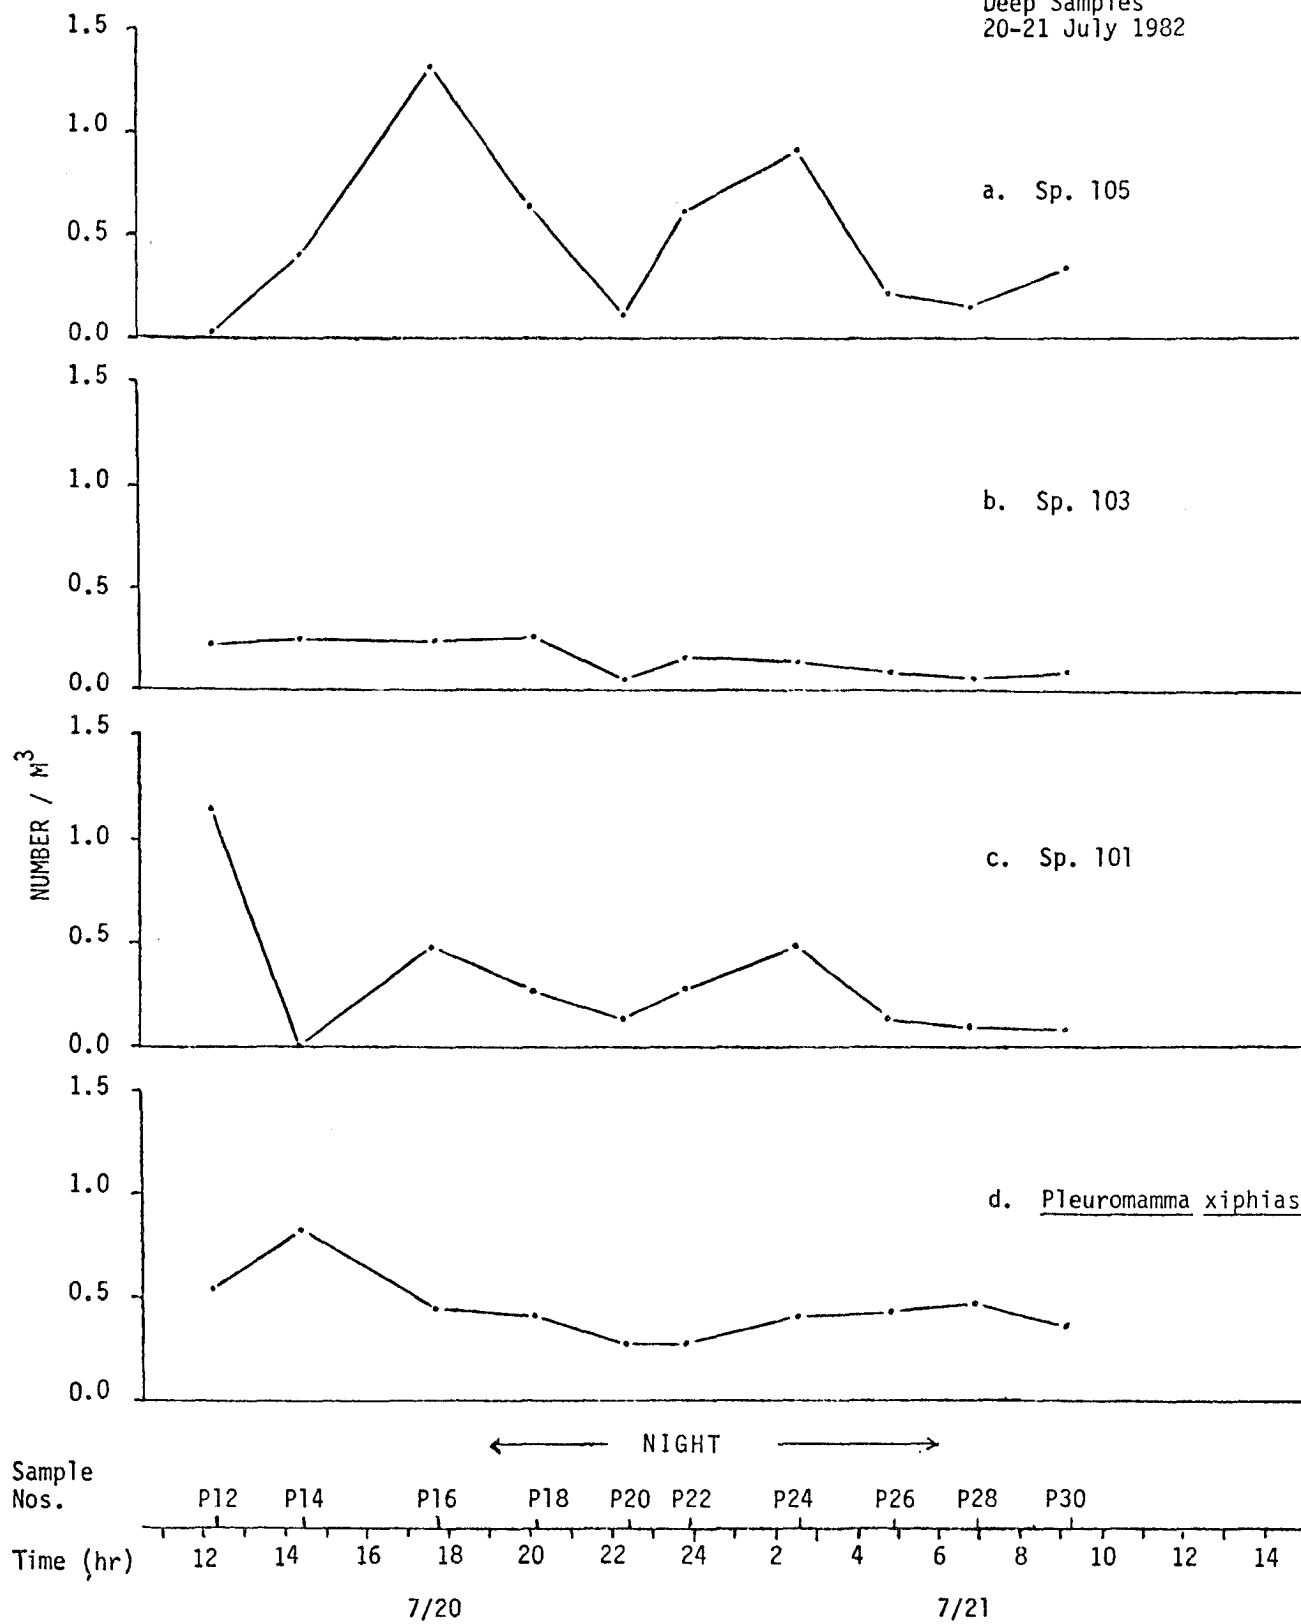 Deep Samples
20-21 July 1982
1.5
1.0
0.5
0.0
a. Sp. 105
1.5
1.0
0.5
0.0
b. Sp. 103
NUMBER / M³
1.5
1.0
0.5
0.0
c. Sp. 101
1.5
1.0
0.5
0.0
d. Pleuromamma xiphias
NIGHT
Sample
Nos.
P12 P14 P16 P18 P20 P22 P24 P26 P28 P30
Time (hr) 12 14 16 18 20 22 24 2 4 6 8 10 12 14
7/20 7/21